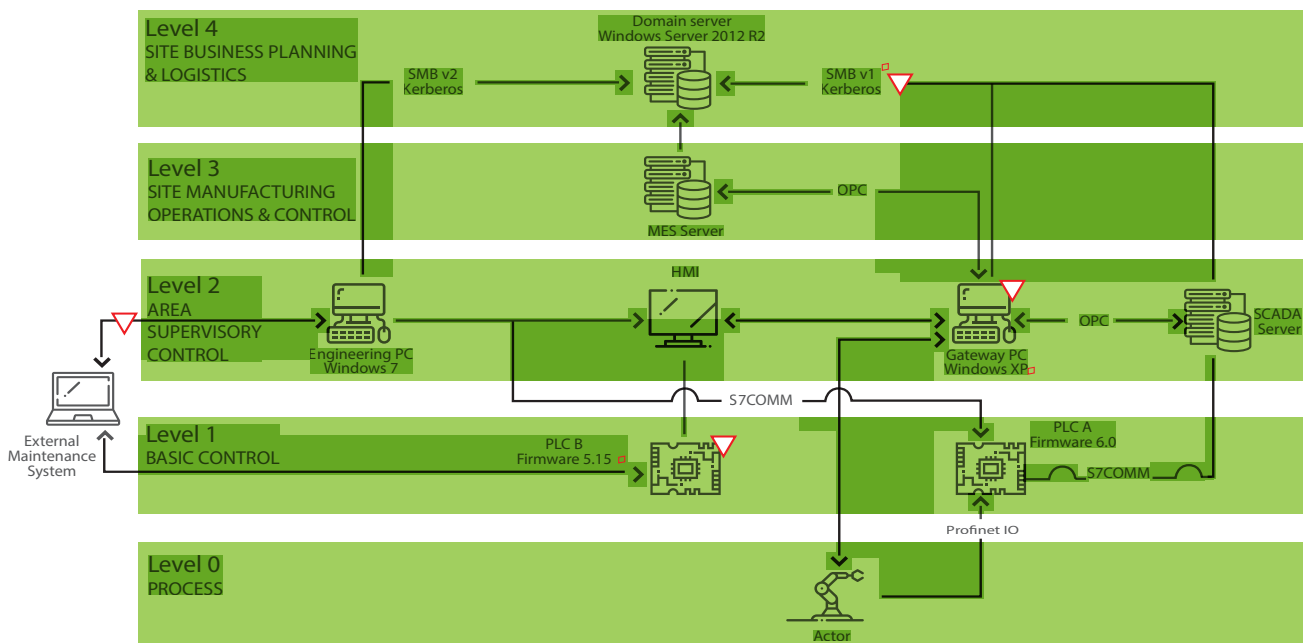 Level 4
SITE BUSINESS PLANNING
& LOGISTICS
Domain server
Windows Server 2012 R2
SMB v2
Kerberos
SMB v1
Kerberos
Level 3
SITE MANUFACTURING
OPERATIONS & CONTROL
OPC
MES Server
Level 2
AREA
SUPERVISORY
CONTROL
HMI
Engineering PC
Windows 7
Gateway PC
Windows XP
OPC
SCADA
Server
S7COMM
External
Maintenance
System
Level 1
BASIC CONTROL
PLC B
Firmware 5.15
PLC A
Firmware 6.0
S7COMM
Profinet IO
Level 0
PROCESS
Actor